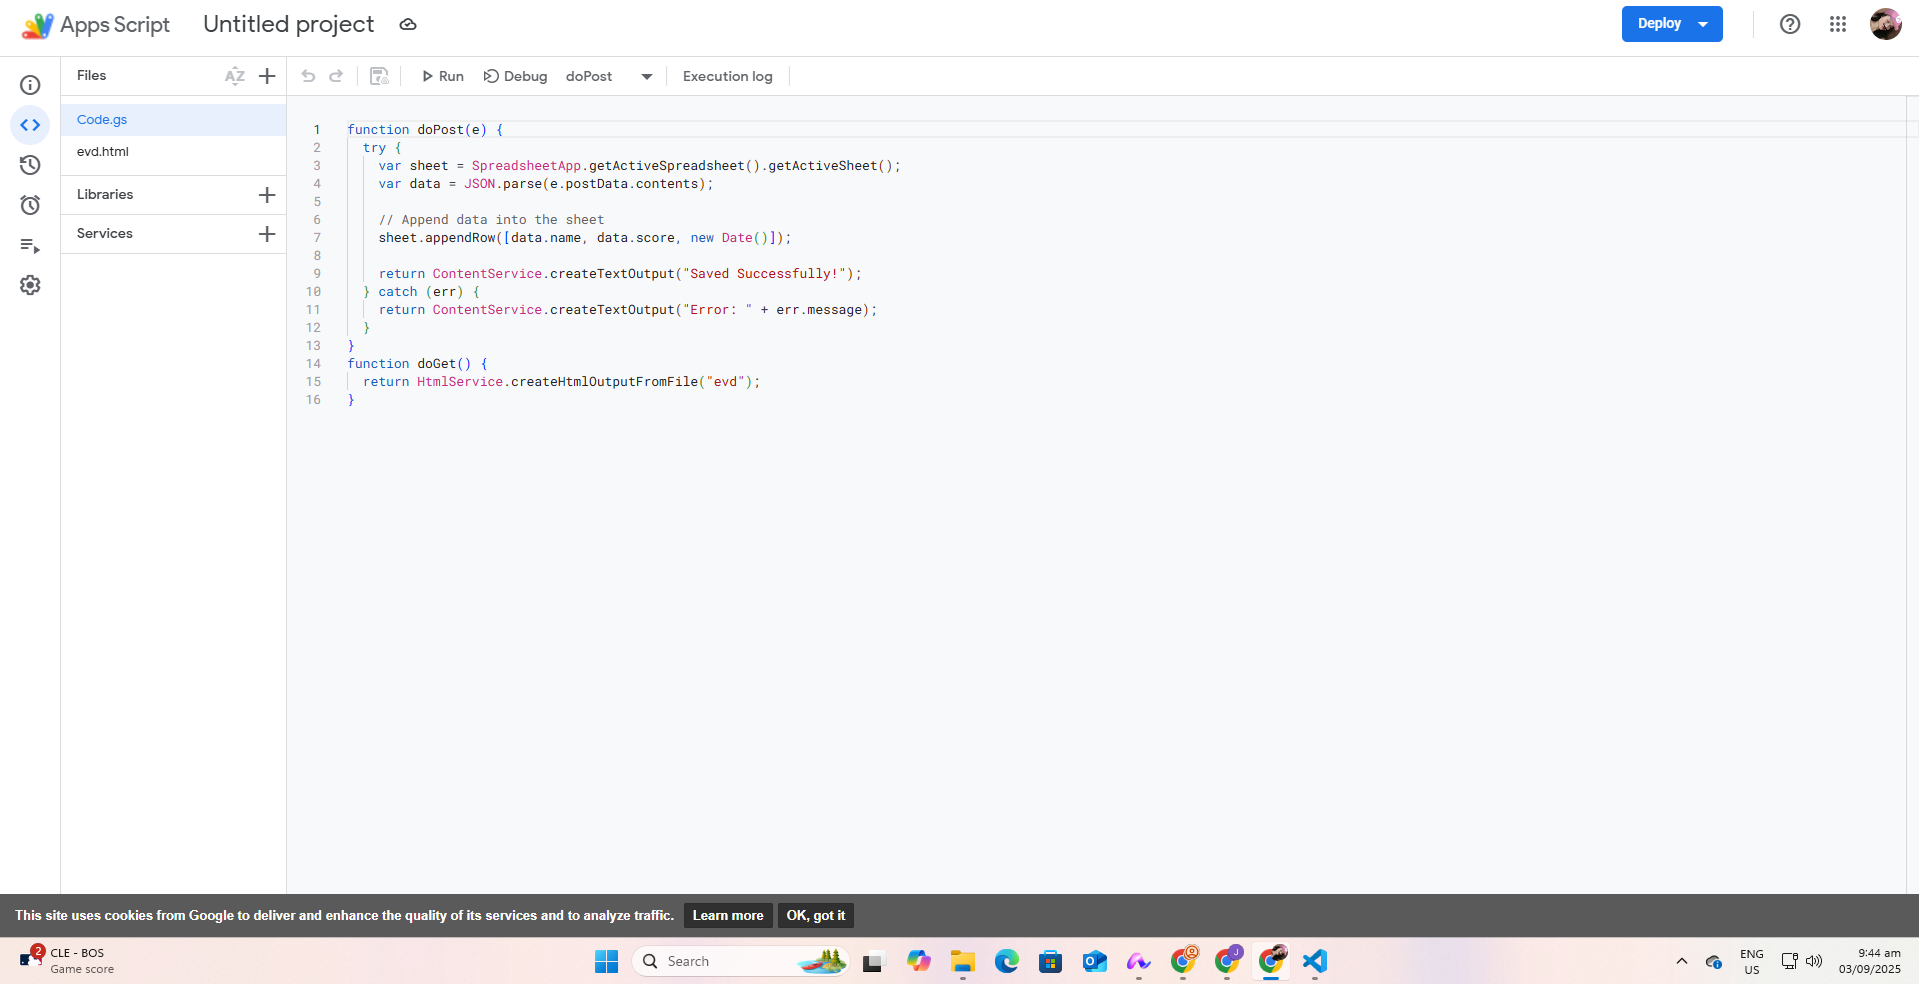 Apps Script
Untitled project
Deploy
Files
AZ
Run
Debug
doPost
Execution log
Code.gs
evd.html
Libraries
Services
1 function doPost(e) {
2 try {
3 var sheet = SpreadsheetApp.getActiveSpreadsheet().getActiveSheet();
4 var data = JSON.parse(e.postData.contents);
5
6 // Append data into the sheet
7 sheet.appendRow([data.name, data.score, new Date()]);
8
9 return ContentService.createTextOutput("Saved Successfully!");
10 } catch (err) {
11 return ContentService.createTextOutput("Error: " + err.message);
12 }
13 }
14 function doGet() {
15 return HtmlService.createHtmlOutputFromFile("evd");
16 }
This site uses cookies from Google to deliver and enhance the quality of its services and to analyze traffic.
Learn more
OK, got it
2
CLE - BOS
Game score
Search
J
ENG
US
9:44 am
03/09/2025